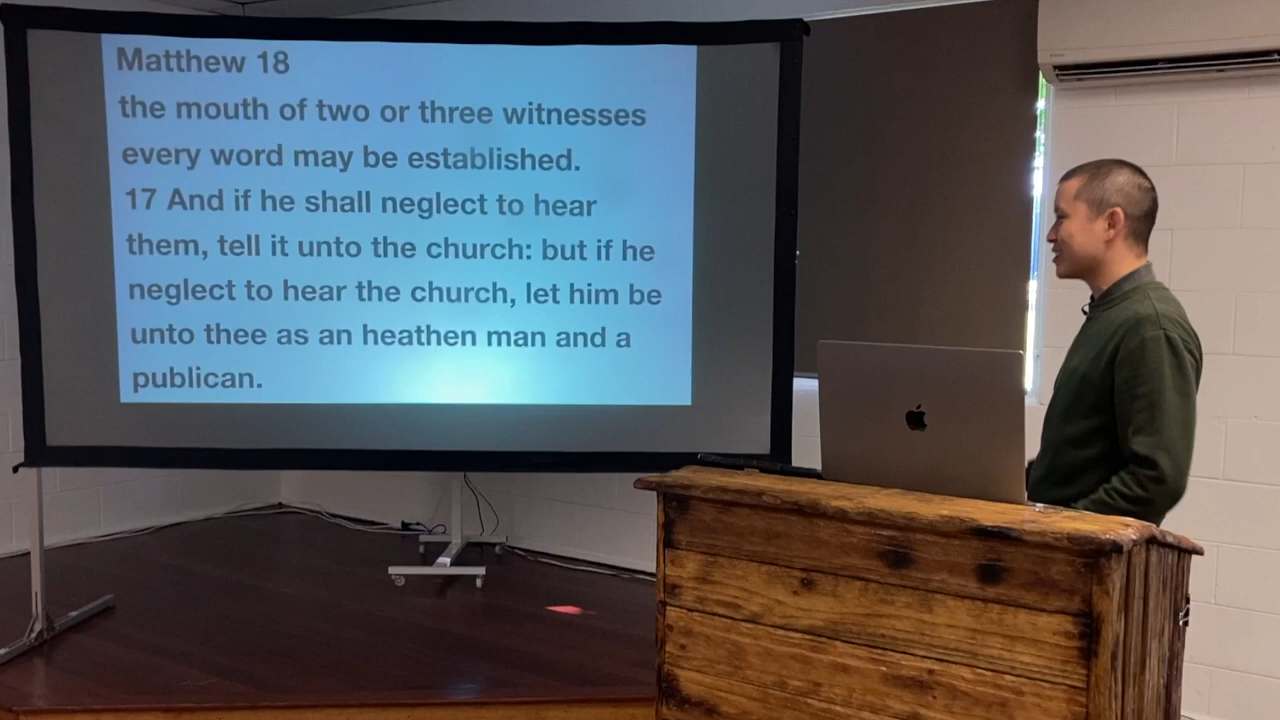 Matthew 18
the mouth of two or three witnesses
every word may be established.
17 And if he shall neglect to hear
them, tell it unto the church: but if he
neglect to hear the church, let him be
unto thee as an heathen man and a
publican.